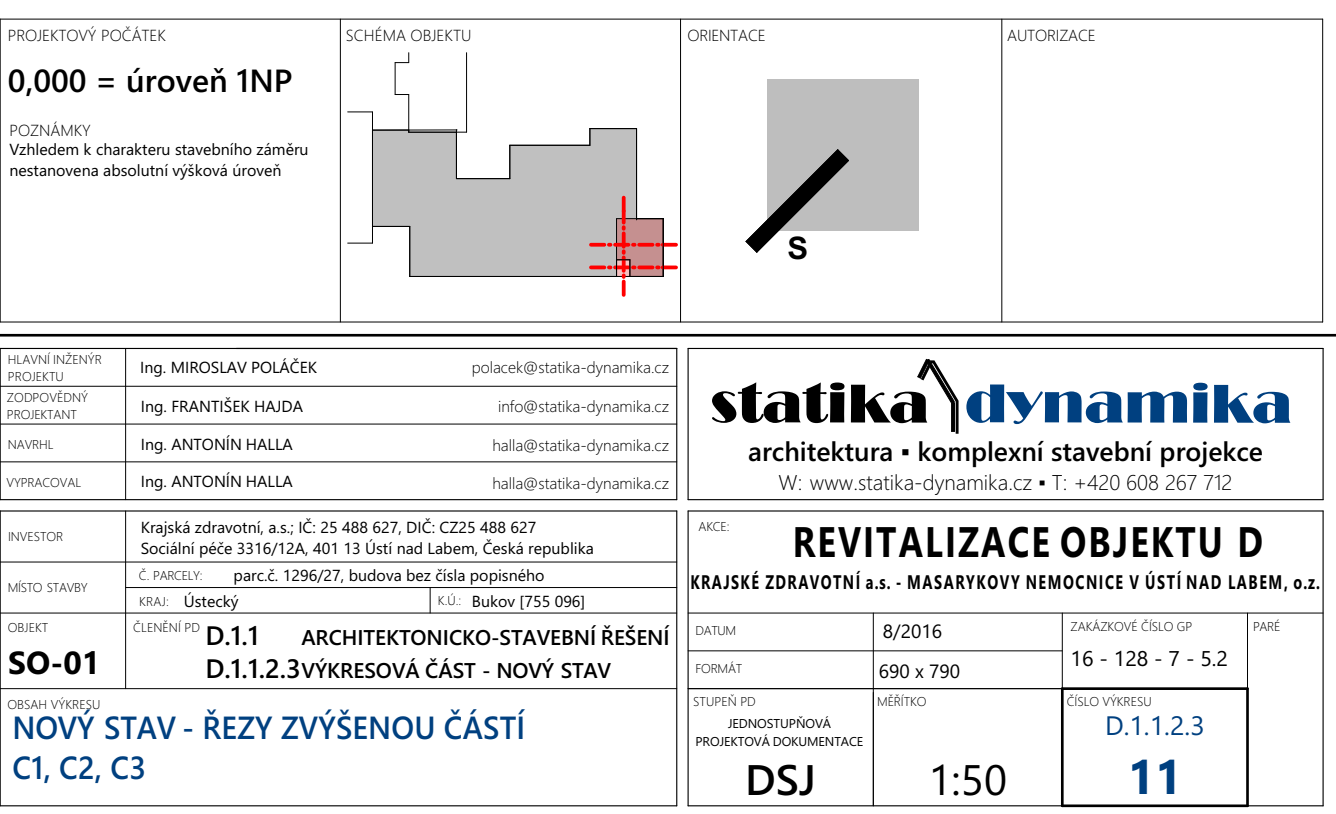 PROJEKTOVÝ POČÁTEK
0,000 = úroveň 1NP
POZNÁMKY
Vzhledem k charakteru stavebního záměru
nestanovena absolutní výšková úroveň
SCHÉMA OBJEKTU
ORIENTACE
S
AUTORIZACE
HLAVNÍ INŽENÝR
PROJEKTU
Ing. MIROSLAV POLÁČEK
polacek@statika-dynamika.cz
ZODPOVĚDNÝ
PROJEKTANT
Ing. FRANTIŠEK HAJDA
info@statika-dynamika.cz
NAVRHL
Ing. ANTONÍN HALLA
halla@statika-dynamika.cz
VYPRACOVAL
Ing. ANTONÍN HALLA
halla@statika-dynamika.cz
statika dynamika
architektura ▪ komplexní stavební projekce
W: www.statika-dynamika.cz ▪ T: +420 608 267 712
INVESTOR
Krajská zdravotní, a.s.; IČ: 25 488 627, DIČ: CZ25 488 627
Sociální péče 3316/12A, 401 13 Ústí nad Labem, Česká republika
MÍSTO STAVBY
Č. PARCELY: parc.č. 1296/27, budova bez čísla popisného
KRAJ: Ústecký
K.Ú.: Bukov [755 096]
OBJEKT
SO-01
ČLENĚNÍ PD
D.1.1 ARCHITEKTONICKO-STAVEBNÍ ŘEŠENÍ
D.1.1.2.3 VÝKRESOVÁ ČÁST - NOVÝ STAV
OBSAH VÝKRESU
NOVÝ STAV - ŘEZY ZVÝŠENOU ČÁSTÍ
C1, C2, C3
AKCE:
REVITALIZACE OBJEKTU D
KRAJSKÉ ZDRAVOTNÍ a.s. - MASARYKOVY NEMOCNICE V ÚSTÍ NAD LABEM, o.z.
DATUM
8/2016
FORMÁT
690 x 790
ZAKÁZKOVÉ ČÍSLO GP
16 - 128 - 7 - 5.2
PARÉ
STUPEŇ PD
JEDNOSTUPŇOVÁ
PROJEKTOVÁ DOKUMENTACE
DSJ
MĚŘÍTKO
1:50
ČÍSLO VÝKRESU
D.1.1.2.3
11